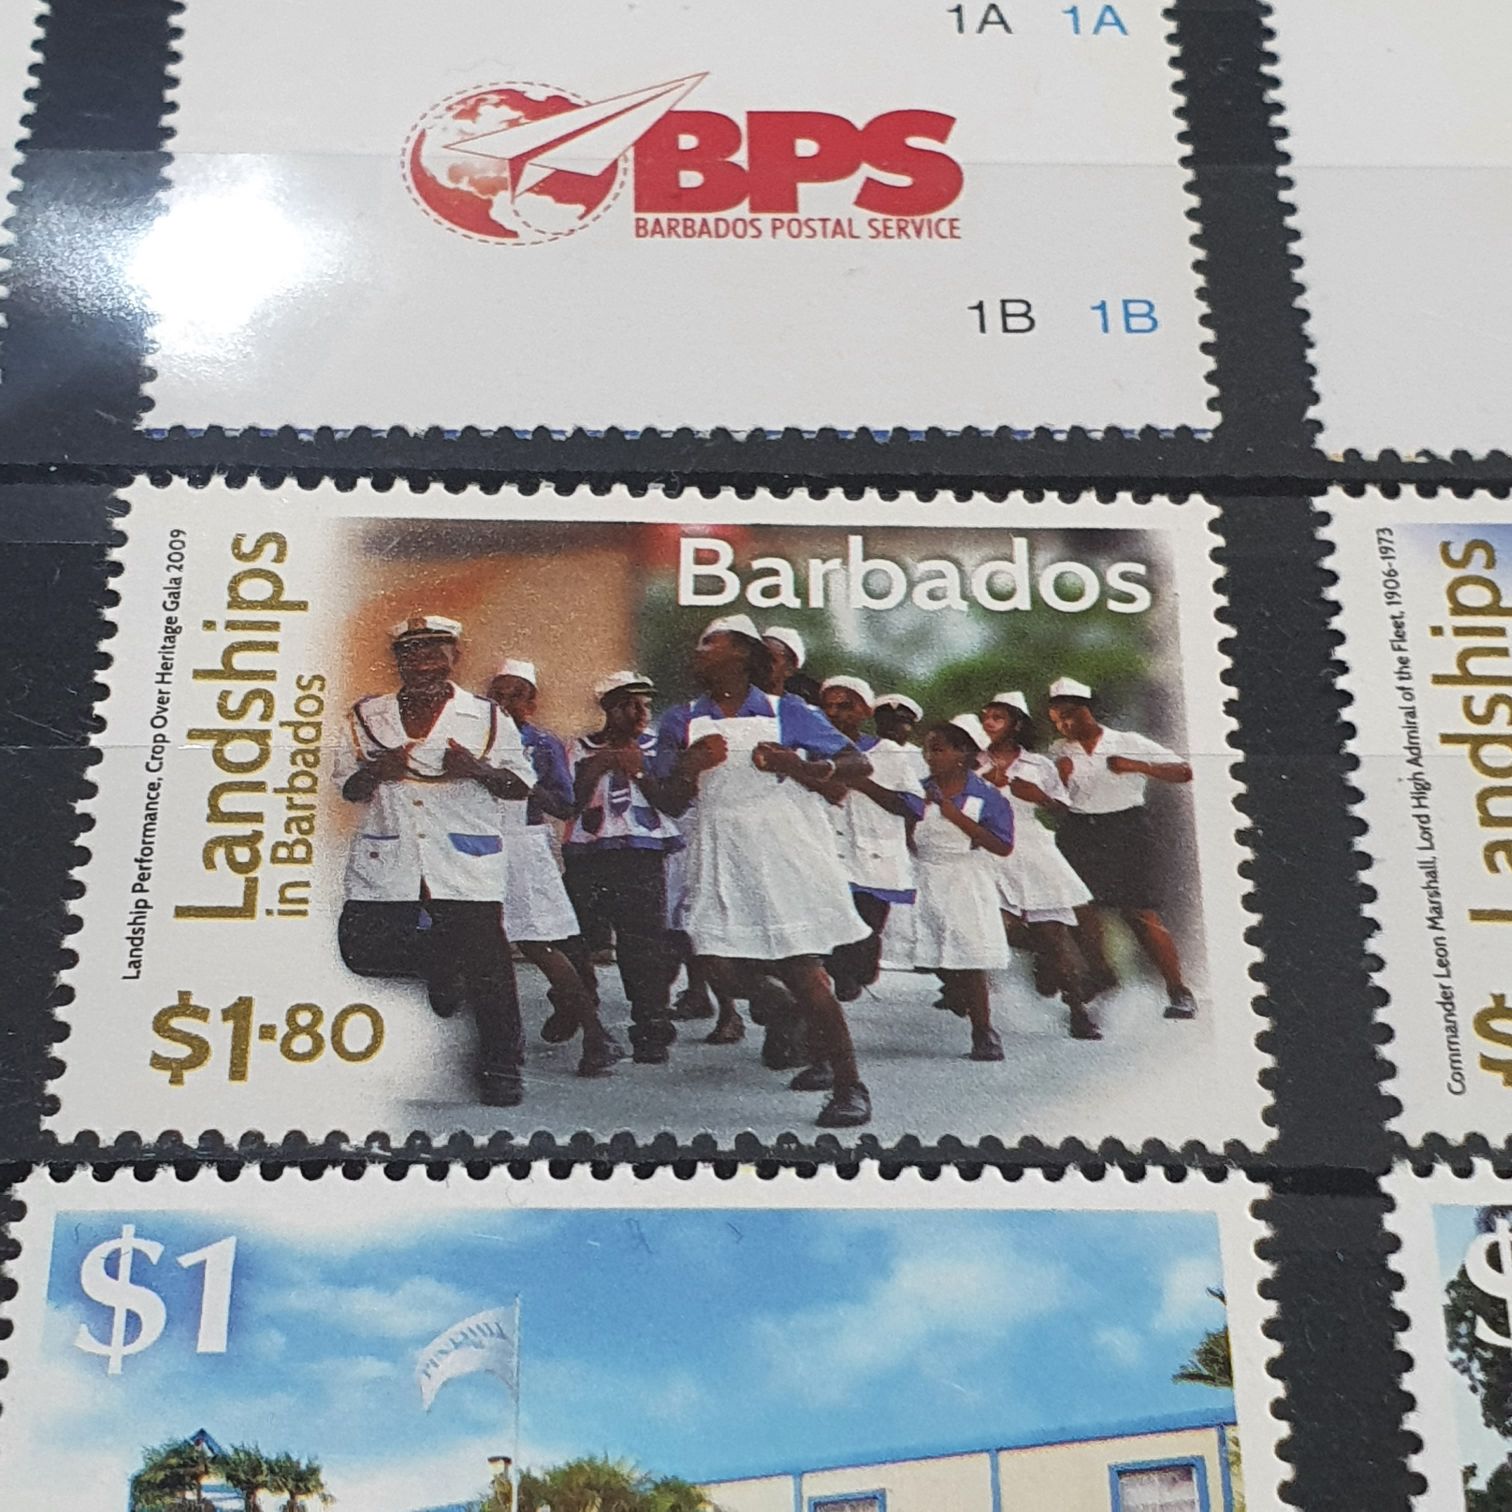 1A 1A
BPS
BARBADOS POSTAL SERVICE
1B 1B
Landship Performance, Crop Over Heritage Gala 2009
Landships
in Barbados
$1.80
Barbados
Commander Leon Marshall, Lord High Admiral of the Fleet, 1906-1973
Landships
$1